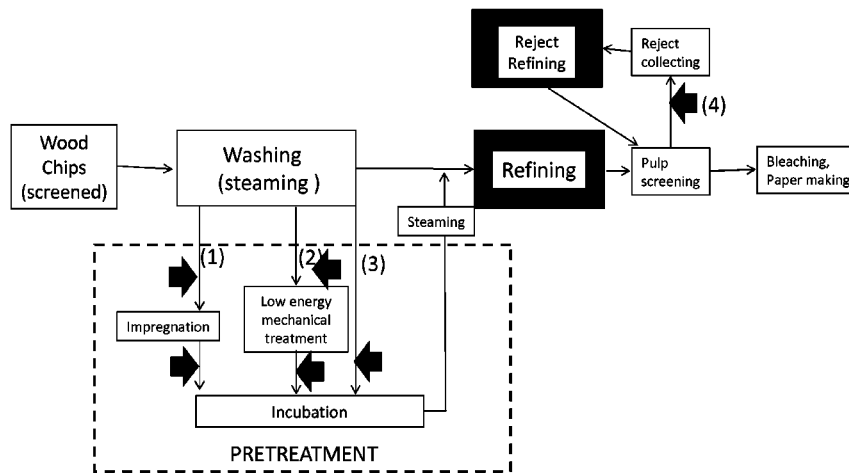 Reject
Refining
Reject
collecting
(4)
Wood
Chips
(screened)
Washing
(steaming )
Refining
Pulp
screening
Bleaching,
Paper making
Steaming
(1)
(2)
(3)
Impregnation
Low energy
mechanical
treatment
Incubation
PRETREATMENT